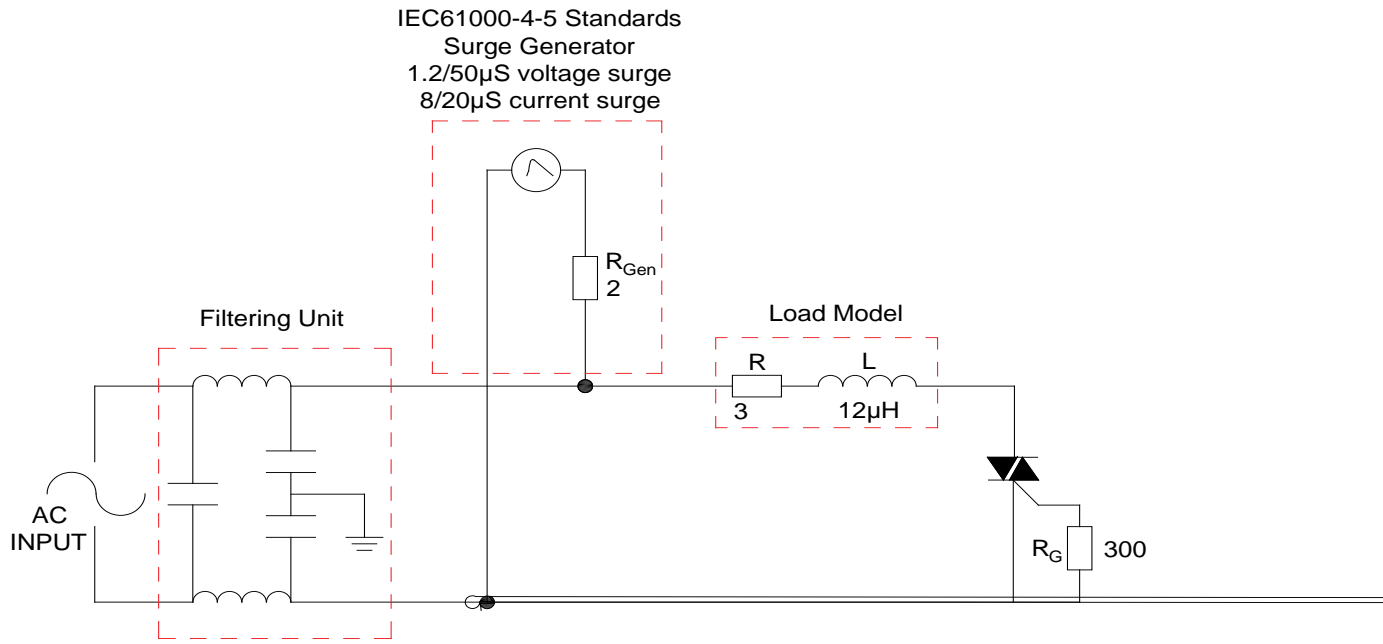 IEC61000-4-5 Standards
Surge Generator
1.2/50µS voltage surge
8/20µS current surge
RGen
2
Filtering Unit
Load Model
R
L
3
12µH
AC
INPUT
RG
300